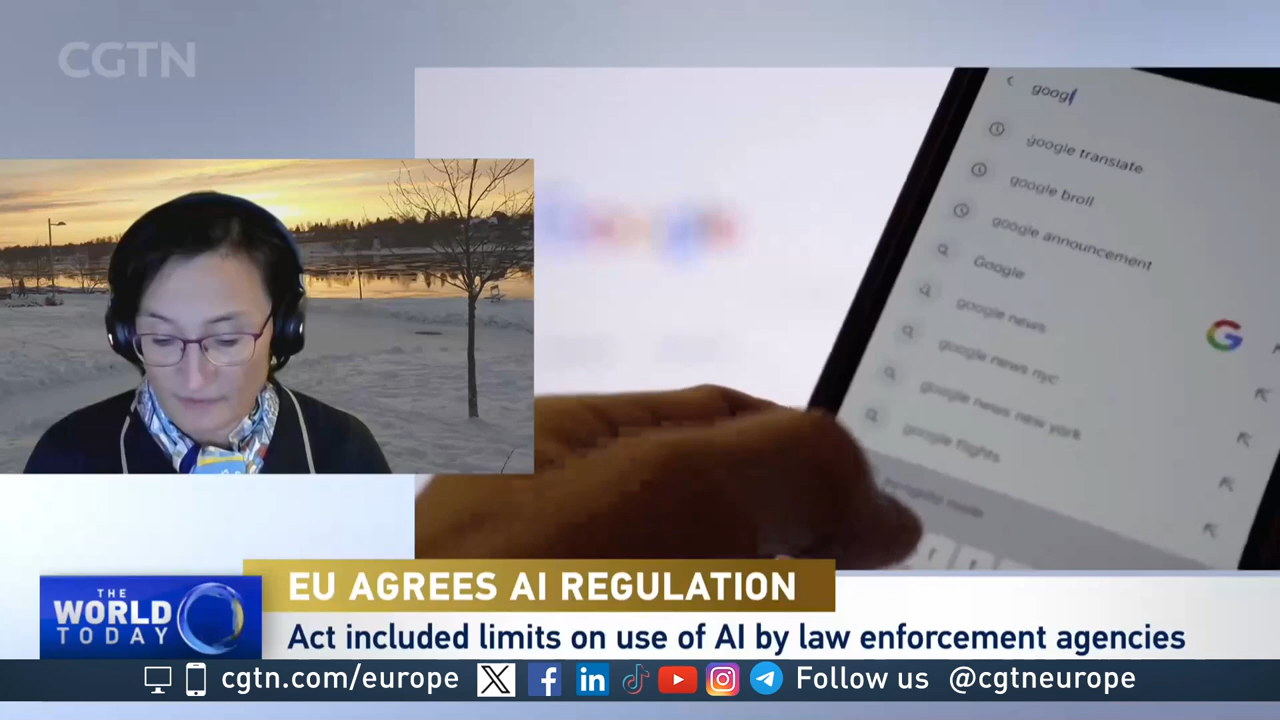 CGTN
googl
google translate
google broll
google announcement
Google
google news
google news nyc
google news new york
google flights
EU AGREES AI REGULATION
THE
WORLD
TODAY
Act included limits on use of AI by law enforcement agencies
cgtn.com/europe
Follow us @cgtneurope